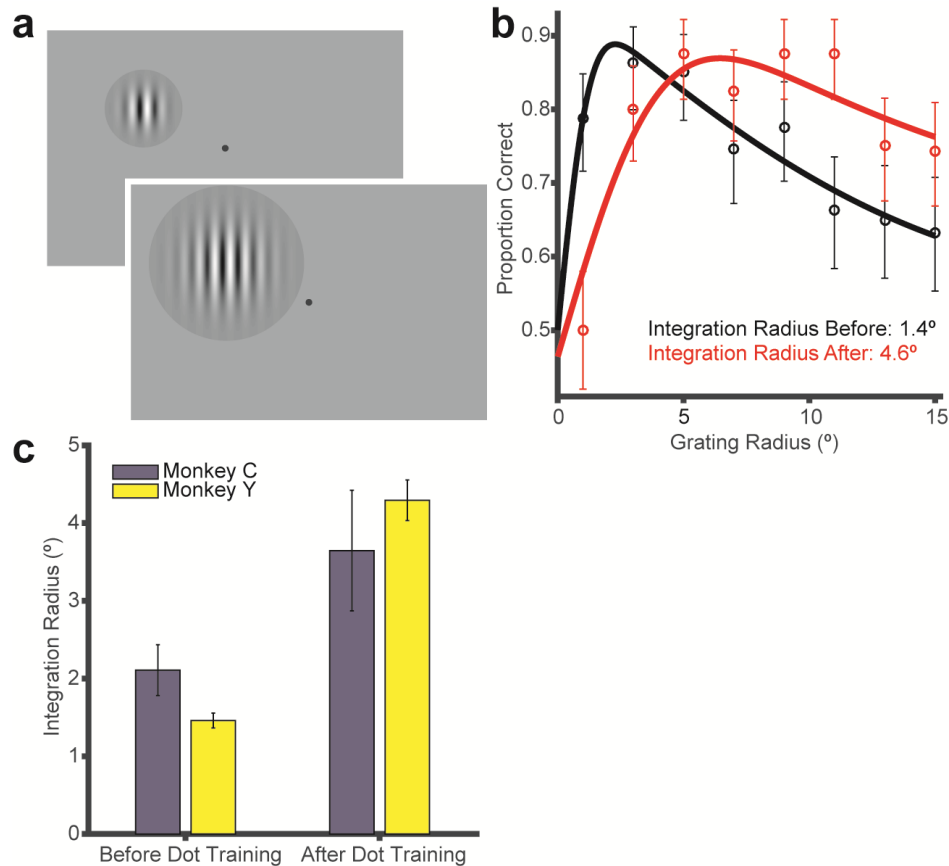 a
b
0.9
0.8
0.7
0.6
0.5
Proportion Correct
Integration Radius Before: 1.4º
Integration Radius After: 4.6º
0 5 10 15
Grating Radius (º)
c
Monkey C
Monkey Y
5
4
3
2
1
0
Integration Radius (º)
Before Dot Training After Dot Training